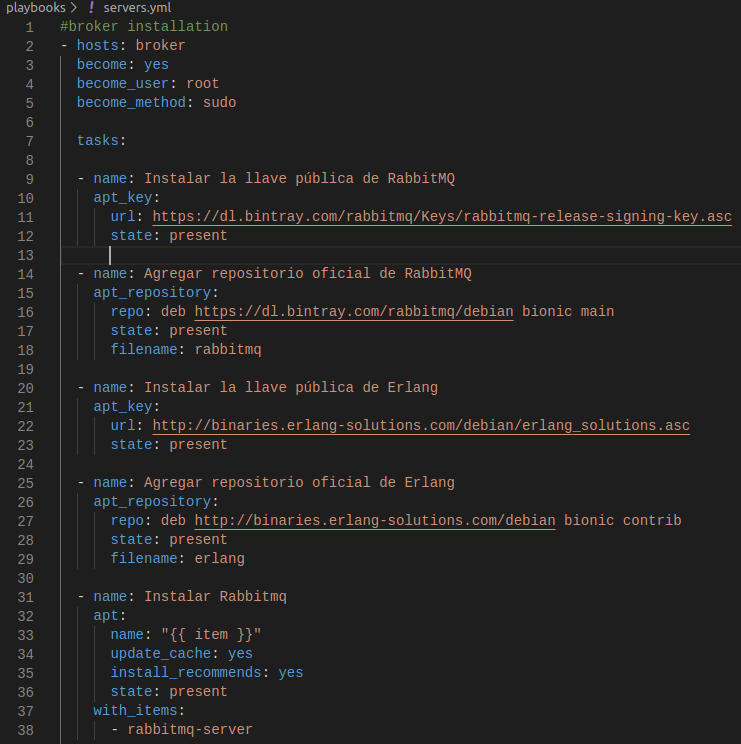 playbooks > ! servers.yml
1 #broker installation
2 - hosts: broker
3   become: yes
4   become_user: root
5   become_method: sudo
6
7   tasks:
8
9   - name: Instalar la llave pública de RabbitMQ
10     apt_key:
11       url: https://dl.bintray.com/rabbitmq/Keys/rabbitmq-release-signing-key.asc
12       state: present
13
14   - name: Agregar repositorio oficial de RabbitMQ
15     apt_repository:
16       repo: deb https://dl.bintray.com/rabbitmq/debian bionic main
17       state: present
18       filename: rabbitmq
19
20   - name: Instalar la llave pública de Erlang
21     apt_key:
22       url: http://binaries.erlang-solutions.com/debian/erlang_solutions.asc
23       state: present
24
25   - name: Agregar repositorio oficial de Erlang
26     apt_repository:
27       repo: deb http://binaries.erlang-solutions.com/debian bionic contrib
28       state: present
29       filename: erlang
30
31   - name: Instalar Rabbitmq
32     apt:
33       name: "{{ item }}"
34       update_cache: yes
35       install_recommends: yes
36       state: present
37     with_items:
38       - rabbitmq-server